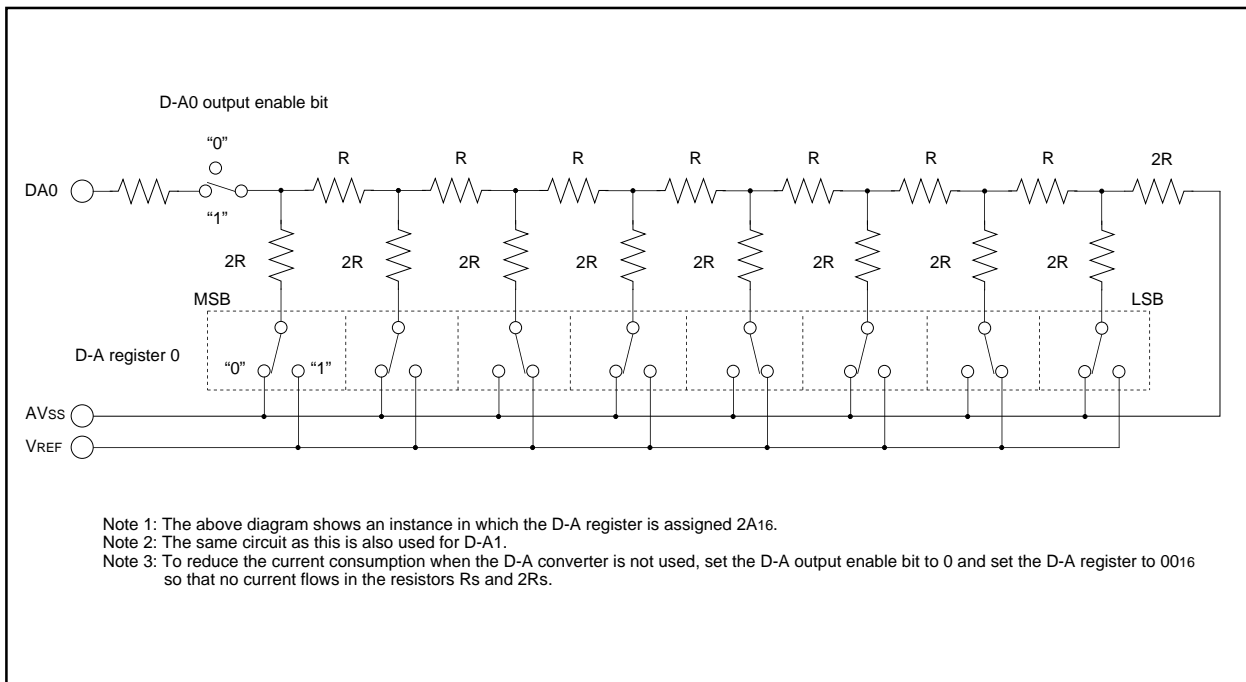 D-A0 output enable bit
“0”
R R R R R R R 2R
DA0
“1”
2R 2R 2R 2R 2R 2R 2R 2R
MSB LSB
D-A register 0
“0” “1”
AVSS
VREF
Note 1: The above diagram shows an instance in which the D-A register is assigned 2A16.
Note 2: The same circuit as this is also used for D-A1.
Note 3: To reduce the current consumption when the D-A converter is not used, set the D-A output enable bit to 0 and set the D-A register to 0016
so that no current flows in the resistors Rs and 2Rs.